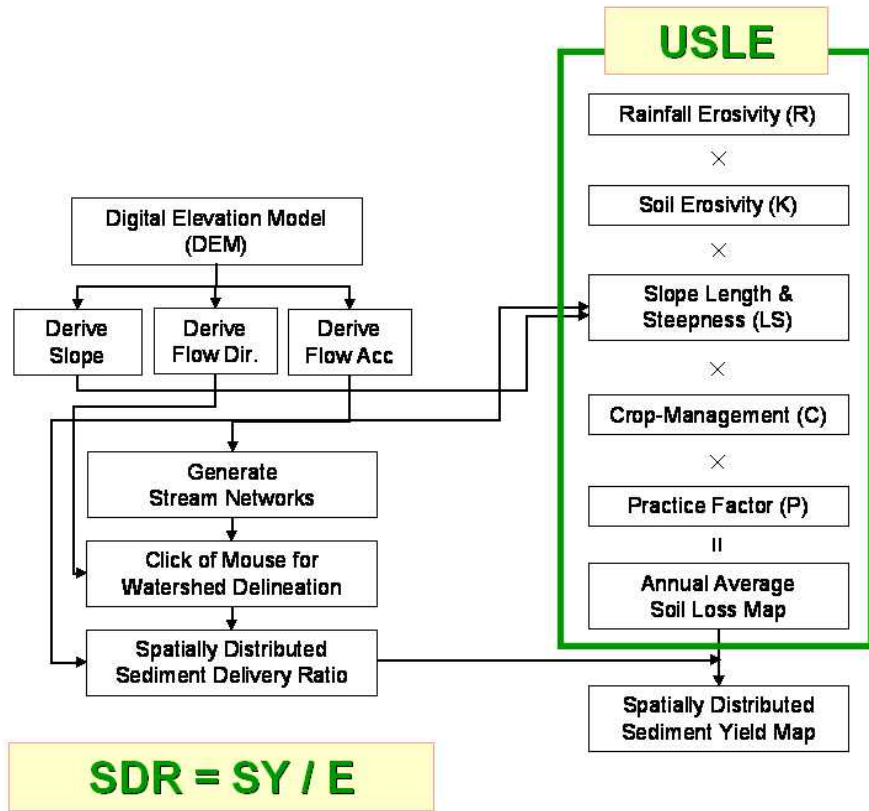 USLE
Rainfall Erosivity (R)
×
Soil Erosivity (K)
×
Slope Length &
Steepness (LS)
×
Crop-Management (C)
×
Practice Factor (P)
=
Annual Average
Soil Loss Map
Spatially Distributed
Sediment Yield Map
Digital Elevation Model
(DEM)
Derive
Slope
Derive
Flow Dir.
Derive
Flow Acc
Generate
Stream Networks
Click of Mouse for
Watershed Delineation
Spatially Distributed
Sediment Delivery Ratio
SDR = SY / E